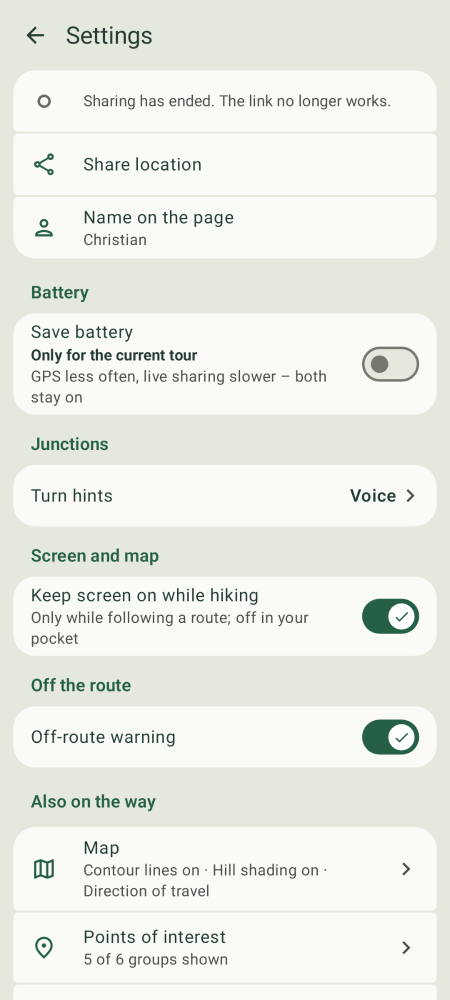 Settings
Sharing has ended. The link no longer works.
Share location
Name on the page
Christian
Battery
Save battery
Only for the current tour
GPS less often, live sharing slower – both
stay on
Junctions
Turn hints
Voice
Screen and map
Keep screen on while hiking
Only while following a route; off in your
pocket
Off the route
Off-route warning
Also on the way
Map
Contour lines on · Hill shading on ·
Direction of travel
Points of interest
5 of 6 groups shown